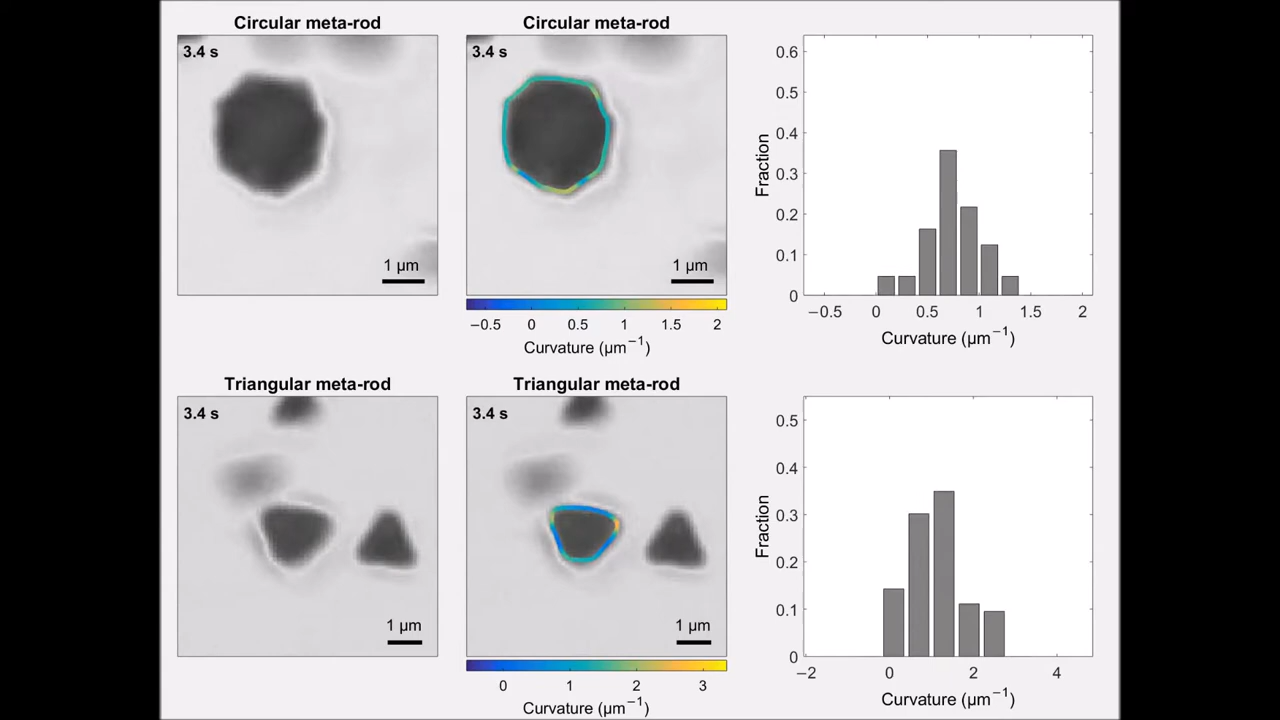 Circular meta-rod
3.4 s
1 µm
Circular meta-rod
3.4 s
1 µm
−0.5 0 0.5 1 1.5 2
Curvature (µm⁻¹)
0.6
0.5
0.4
0.3
0.2
0.1
0
Fraction
−0.5 0 0.5 1 1.5 2
Curvature (µm⁻¹)
Triangular meta-rod
3.4 s
1 µm
Triangular meta-rod
3.4 s
1 µm
0 1 2 3
Curvature (µm⁻¹)
0.5
0.4
0.3
0.2
0.1
0
Fraction
−2 0 2 4
Curvature (µm⁻¹)